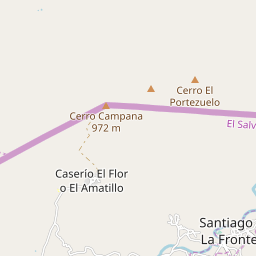 Cerro El
Portezuelo
Cerro Campana
972 m
El Salv
Caserío El Flor
o El Amatillo
Santiago
La Fronte